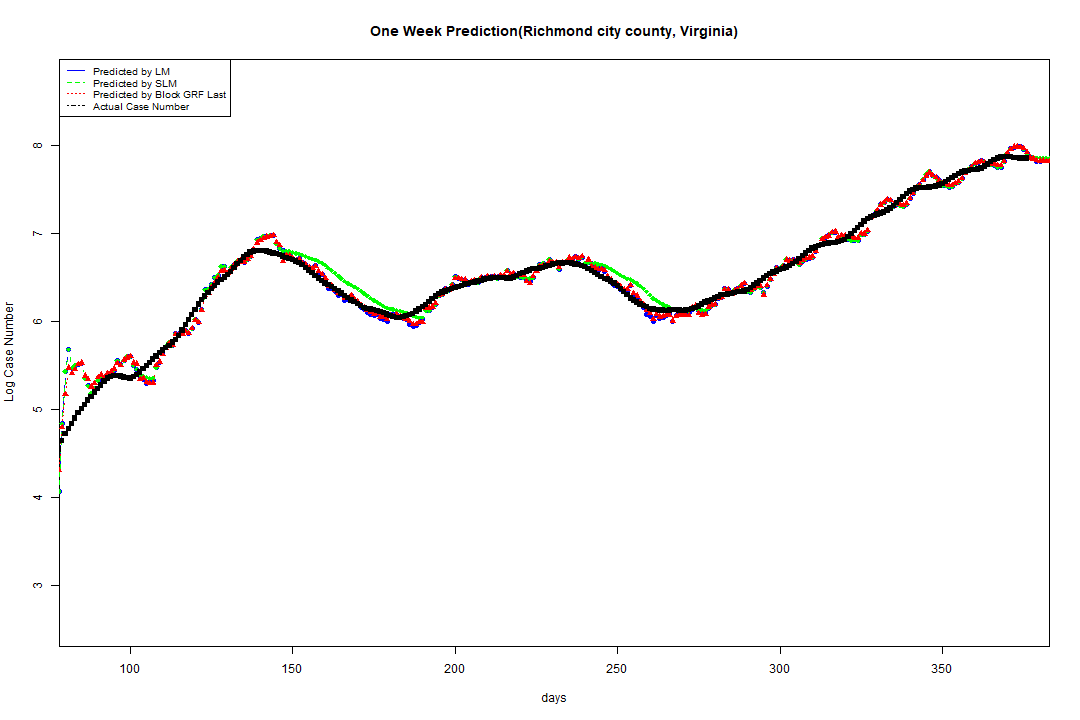 One Week Prediction(Richmond city county, Virginia)
Predicted by LM
Predicted by SLM
Predicted by Block GRF Last
Actual Case Number
8
7
6
5
4
3
Log Case Number
100 150 200 250 300 350
days